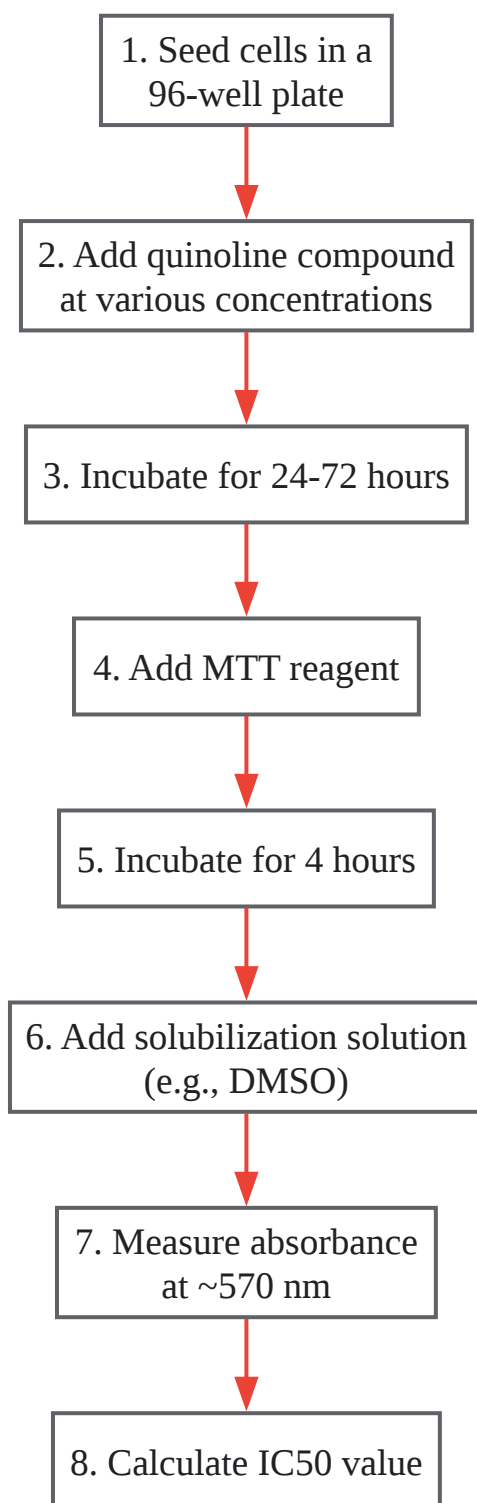 1. Seed cells in a
96-well plate
2. Add quinoline compound
at various concentrations
3. Incubate for 24-72 hours
4. Add MTT reagent
5. Incubate for 4 hours
6. Add solubilization solution
(e.g., DMSO)
7. Measure absorbance
at ~570 nm
8. Calculate IC50 value